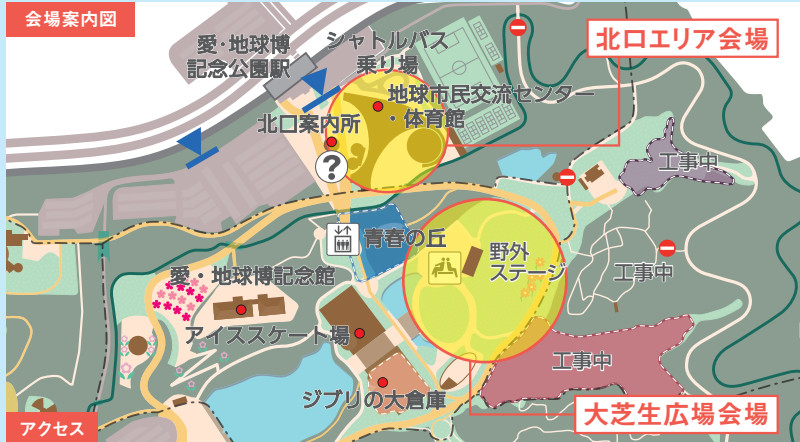 会場案内図
北口エリア会場
愛・地球博
記念公園駅
シャトルバス
乗り場
地球市民交流センター
・体育館
北口案内所
?
工事中
青春の丘
野外
ステージ
工事中
愛・地球博記念館
アイススケート場
工事中
ジブリの大倉庫
大芝生広場会場
アクセス